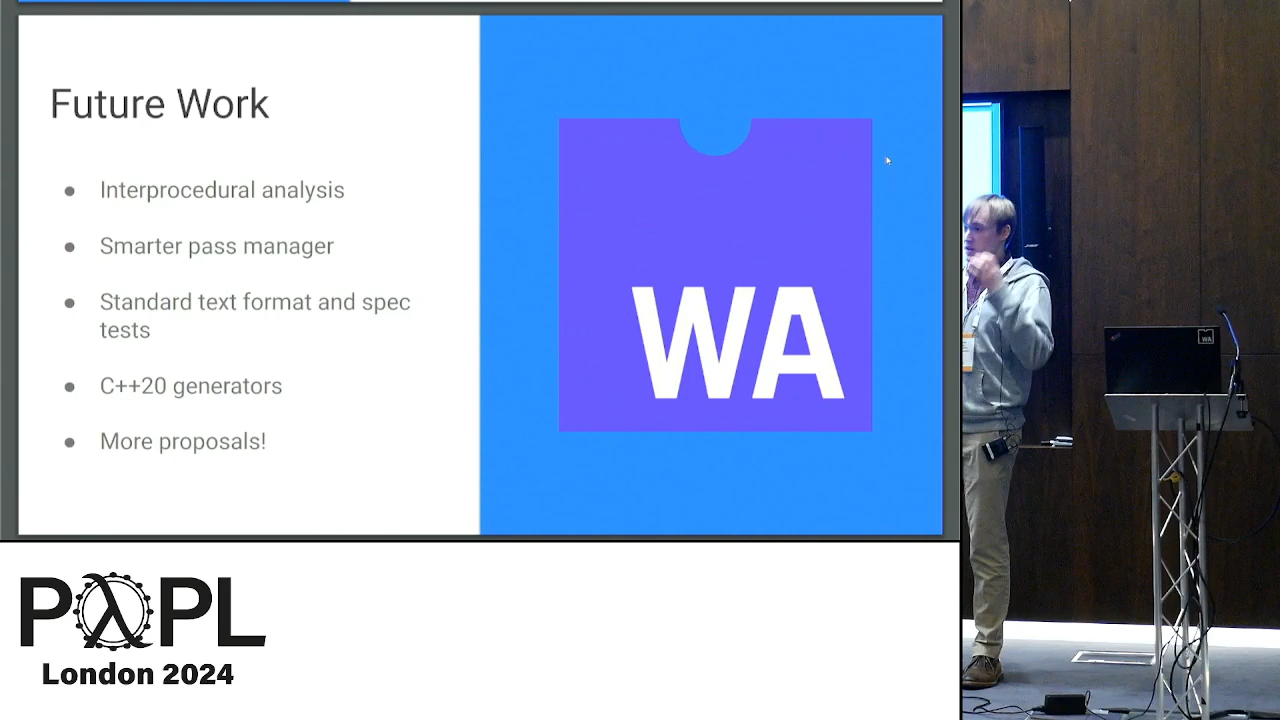 Future Work
● Interprocedural analysis
● Smarter pass manager
● Standard text format and spec
tests
● C++20 generators
● More proposals!
WA
WA
PλPL
London 2024